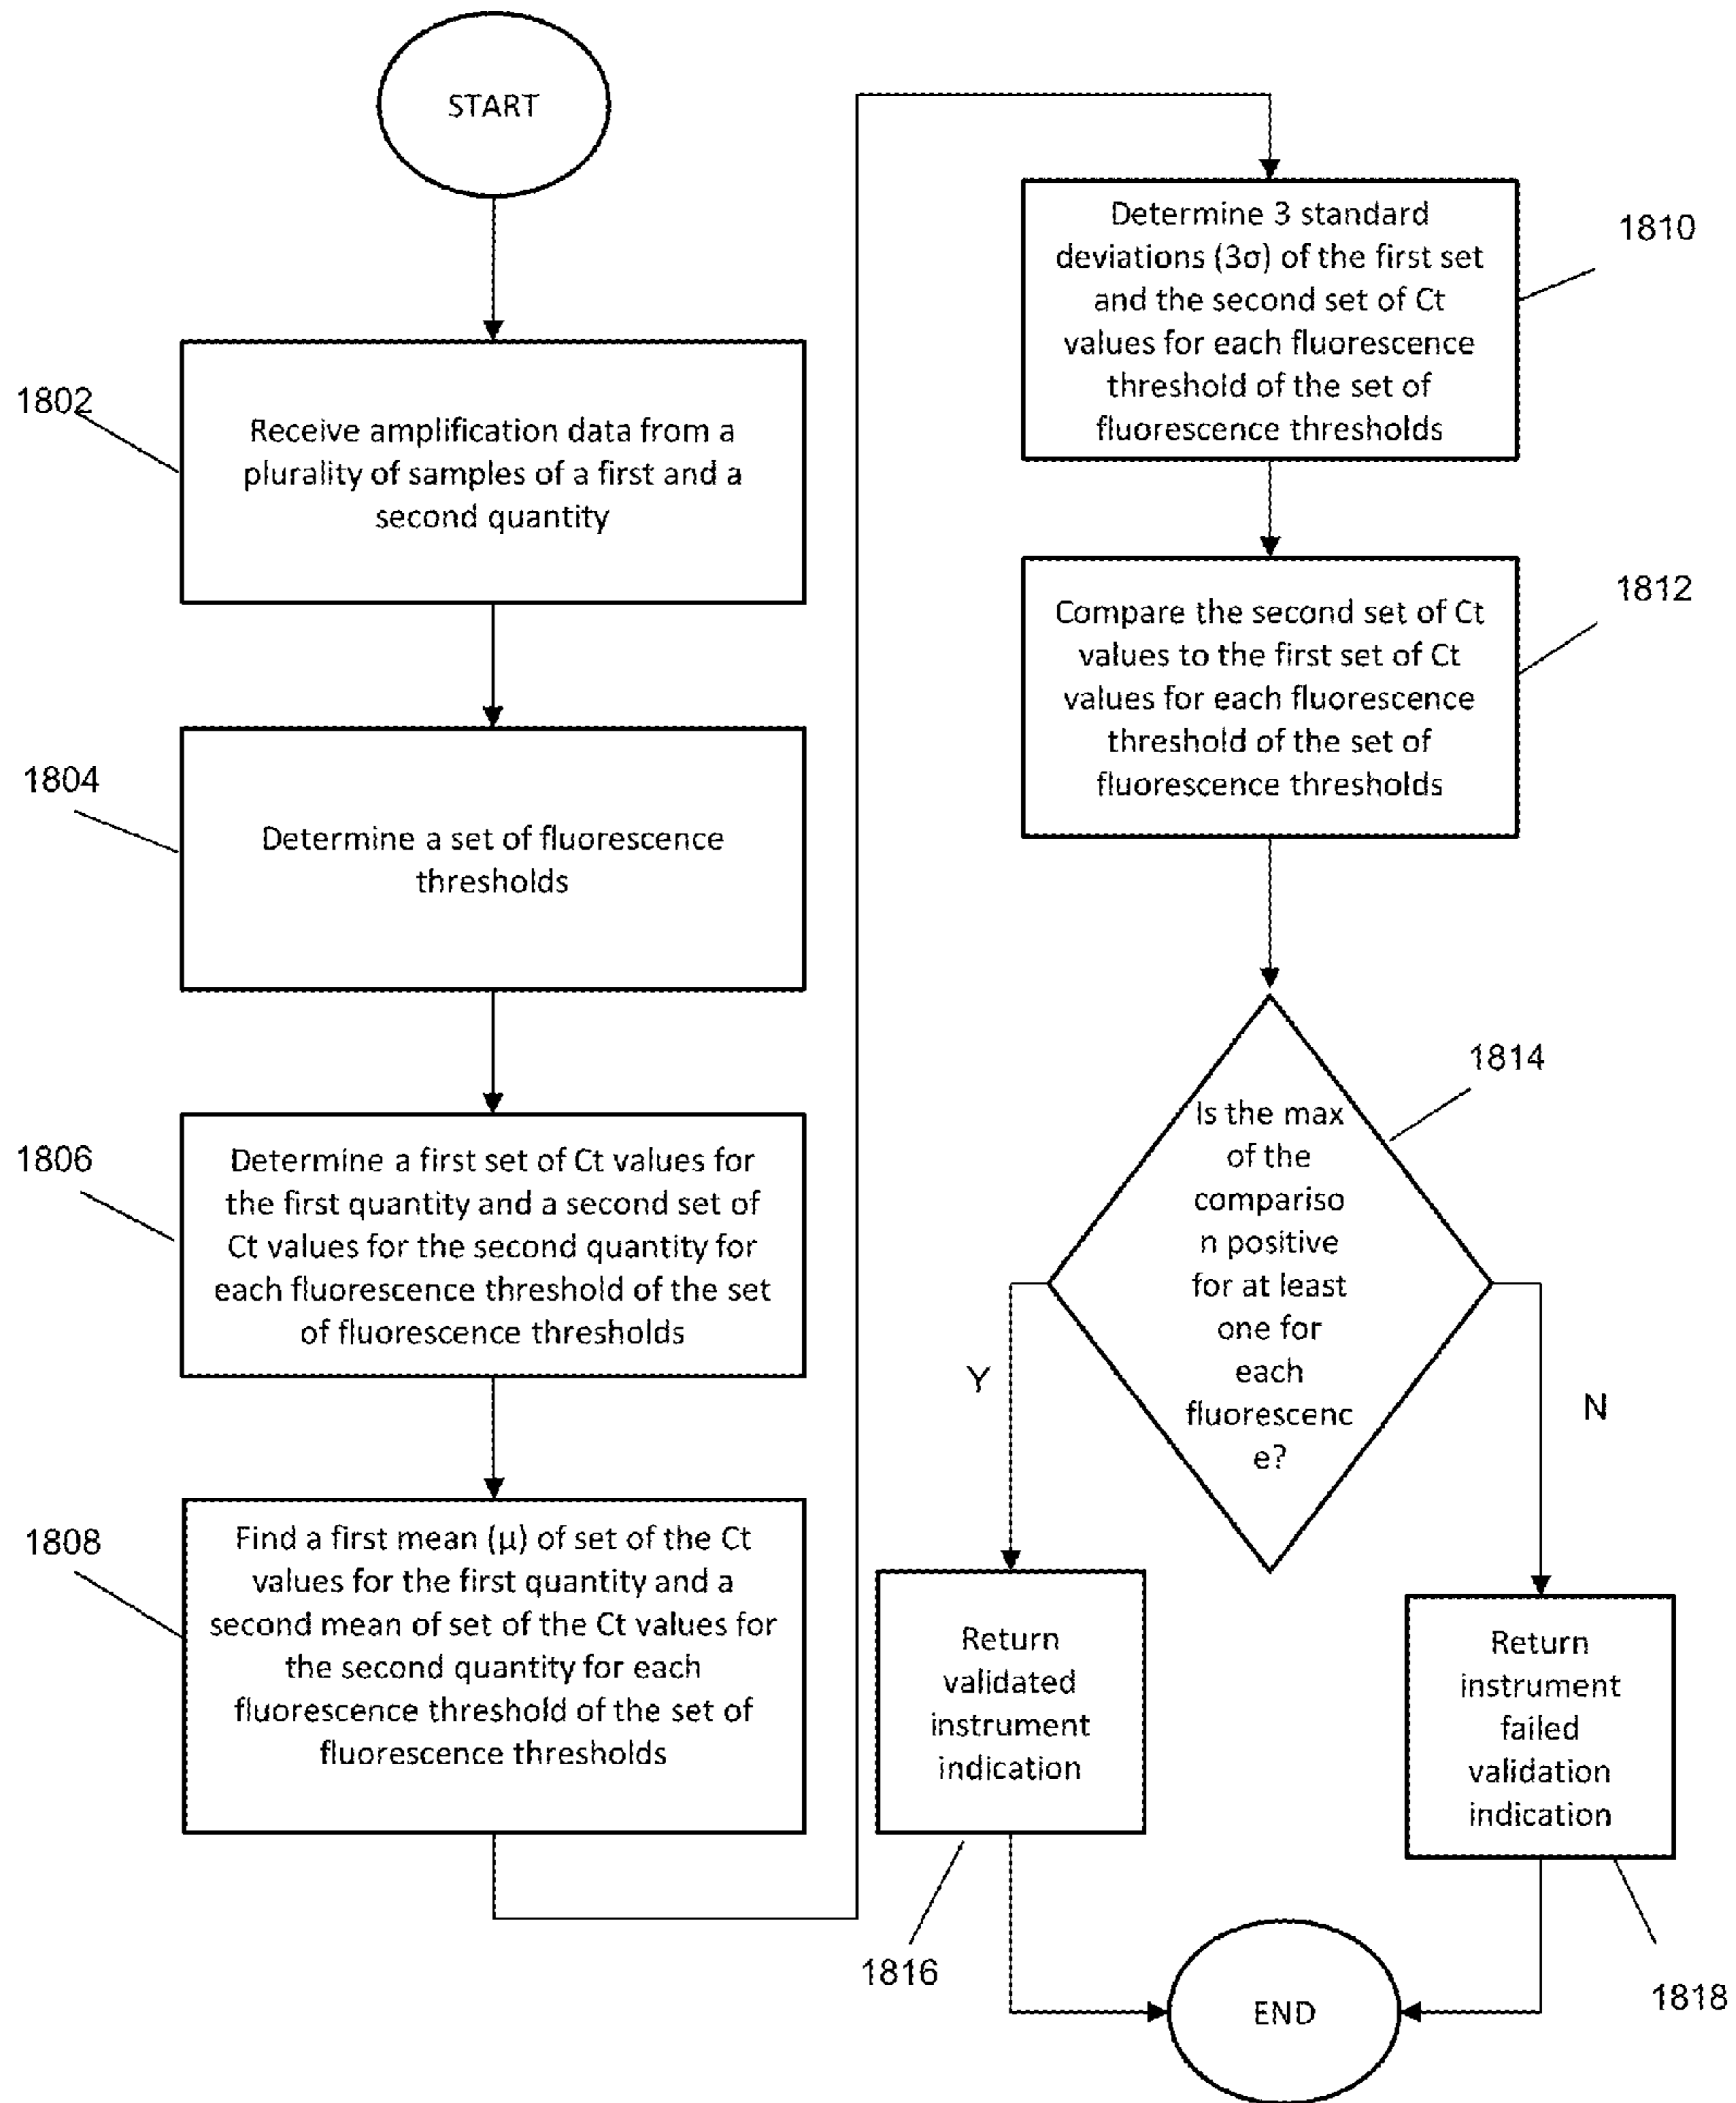 START
1802
Receive amplification data from a
plurality of samples of a first and a
second quantity
1804
Determine a set of fluorescence
thresholds
1806
Determine a first set of Ct values for
the first quantity and a second set of
Ct values for the second quantity for
each fluorescence threshold of the set
of fluorescence thresholds
1808
Find a first mean (µ) of set of the Ct
values for the first quantity and a
second mean of set of the Ct values for
the second quantity for each
fluorescence threshold of the set of
fluorescence thresholds
Determine 3 standard
deviations (3σ) of the first set
and the second set of Ct
values for each fluorescence
threshold of the set of
fluorescence thresholds
1810
Compare the second set of Ct
values to the first set of Ct
values for each fluorescence
threshold of the set of
fluorescence thresholds
1812
1814
Is the max
of the
compariso
n positive
for at least
one for
each
fluorescenc
e?
Y
N
Return
validated
instrument
indication
1816
Return
instrument
failed
validation
indication
1818
END